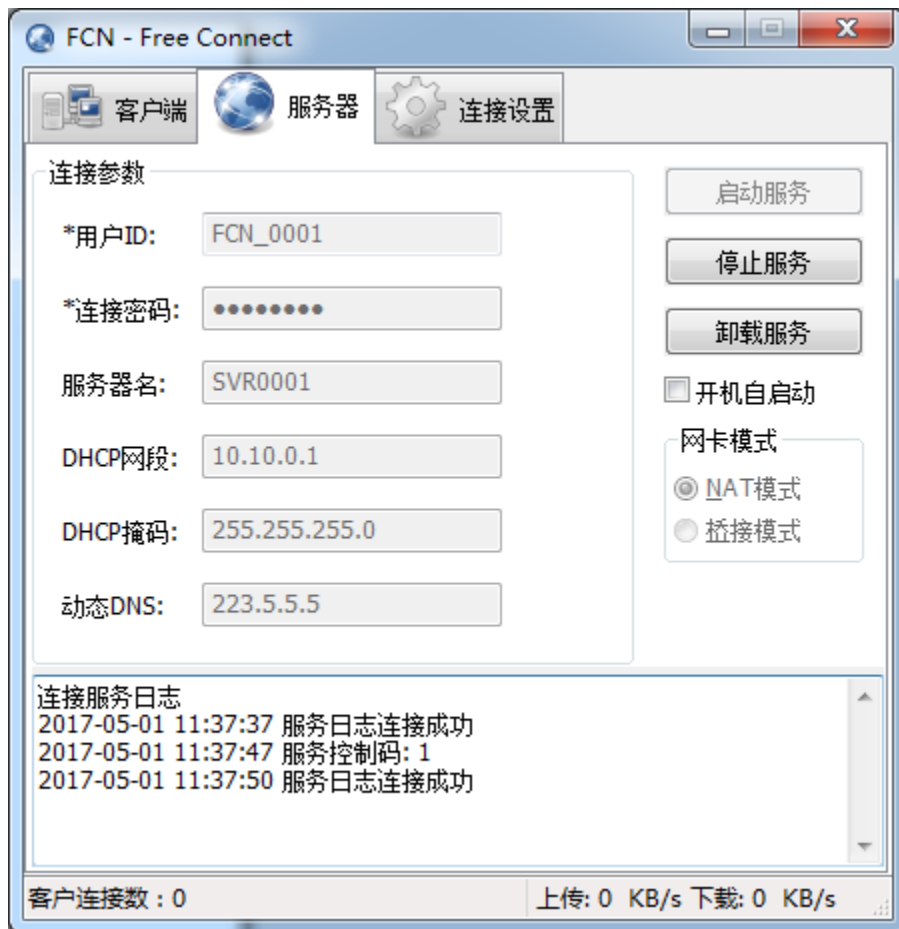 FCN - Free Connect
客户端
服务器
连接设置
连接参数
*用户ID:
FCN_0001
*连接密码:
••••••••
服务器名:
SVR0001
DHCP网段:
10.10.0.1
DHCP掩码:
255.255.255.0
动态DNS:
223.5.5.5
启动服务
停止服务
卸载服务
开机自启动
网卡模式
NAT模式
桥接模式
连接服务日志
2017-05-01 11:37:37 服务日志连接成功
2017-05-01 11:37:47 服务控制码: 1
2017-05-01 11:37:50 服务日志连接成功
客户连接数：0
上传: 0 KB/s 下载: 0 KB/s